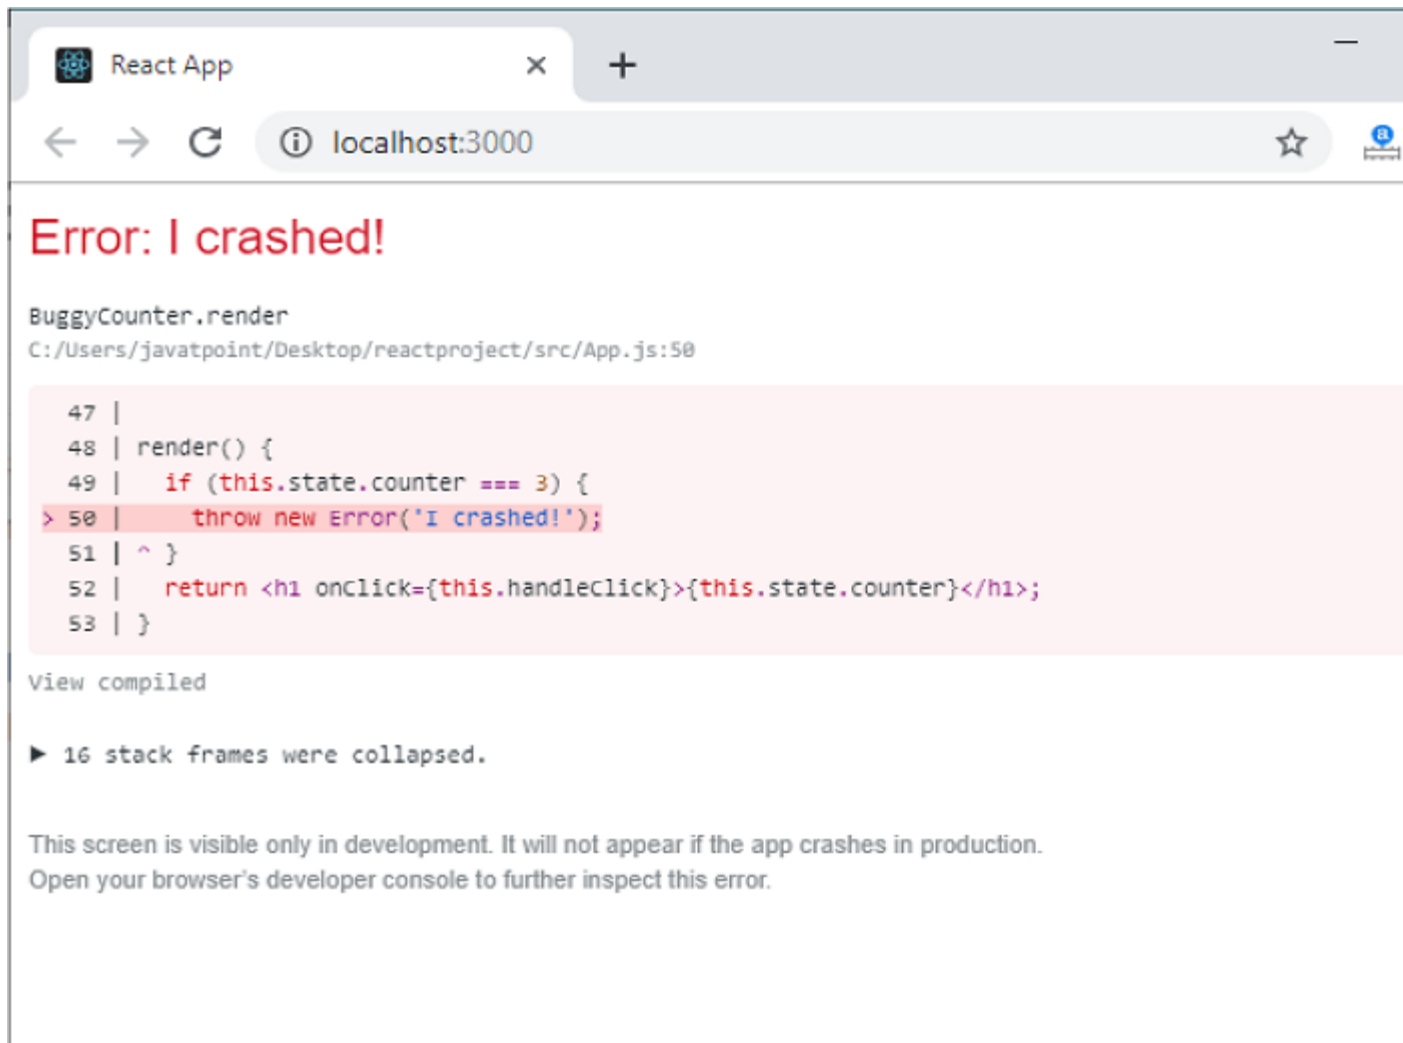 React App
localhost:3000
Error: I crashed!
BuggyCounter.render
C:/Users/javatpoint/Desktop/reactproject/src/App.js:50
47 |
48 | render() {
49 |   if (this.state.counter === 3) {
> 50 |     throw new Error('I crashed!');
51 | ^ }
52 |   return <h1 onClick={this.handleClick}>{this.state.counter}</h1>;
53 | }
View compiled
▶ 16 stack frames were collapsed.
This screen is visible only in development. It will not appear if the app crashes in production.
Open your browser's developer console to further inspect this error.